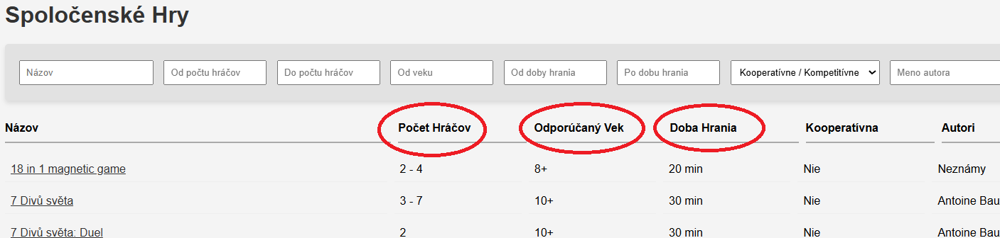 Spoločenské Hry
Názov Od počtu hráčov Do počtu hráčov Od veku Od doby hrania Po dobu hrania Kooperatívne / Kompetitívne Meno autora
Názov Počet Hráčov Odporúčaný Vek Doba Hrania Kooperatívna Autori
18 in 1 magnetic game 2 - 4 8+ 20 min Nie Neznámy
7 Divů světa 3 - 7 10+ 30 min Nie Antoine Bau
7 Divů světa: Duel 2 10+ 30 min Nie Antoine Bau